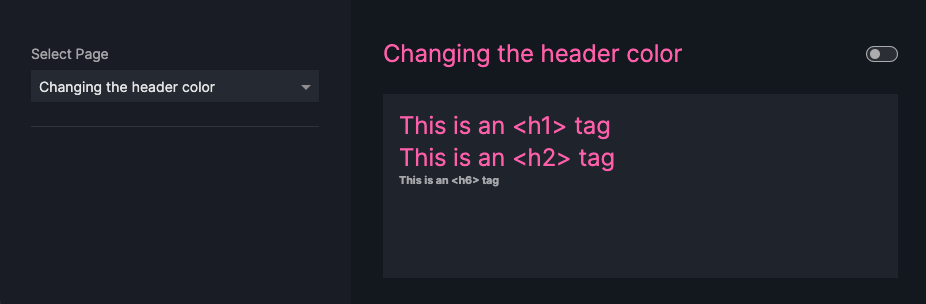 Select Page
Changing the header color
Changing the header color
This is an <h1> tag
This is an <h2> tag
This is an <h6> tag